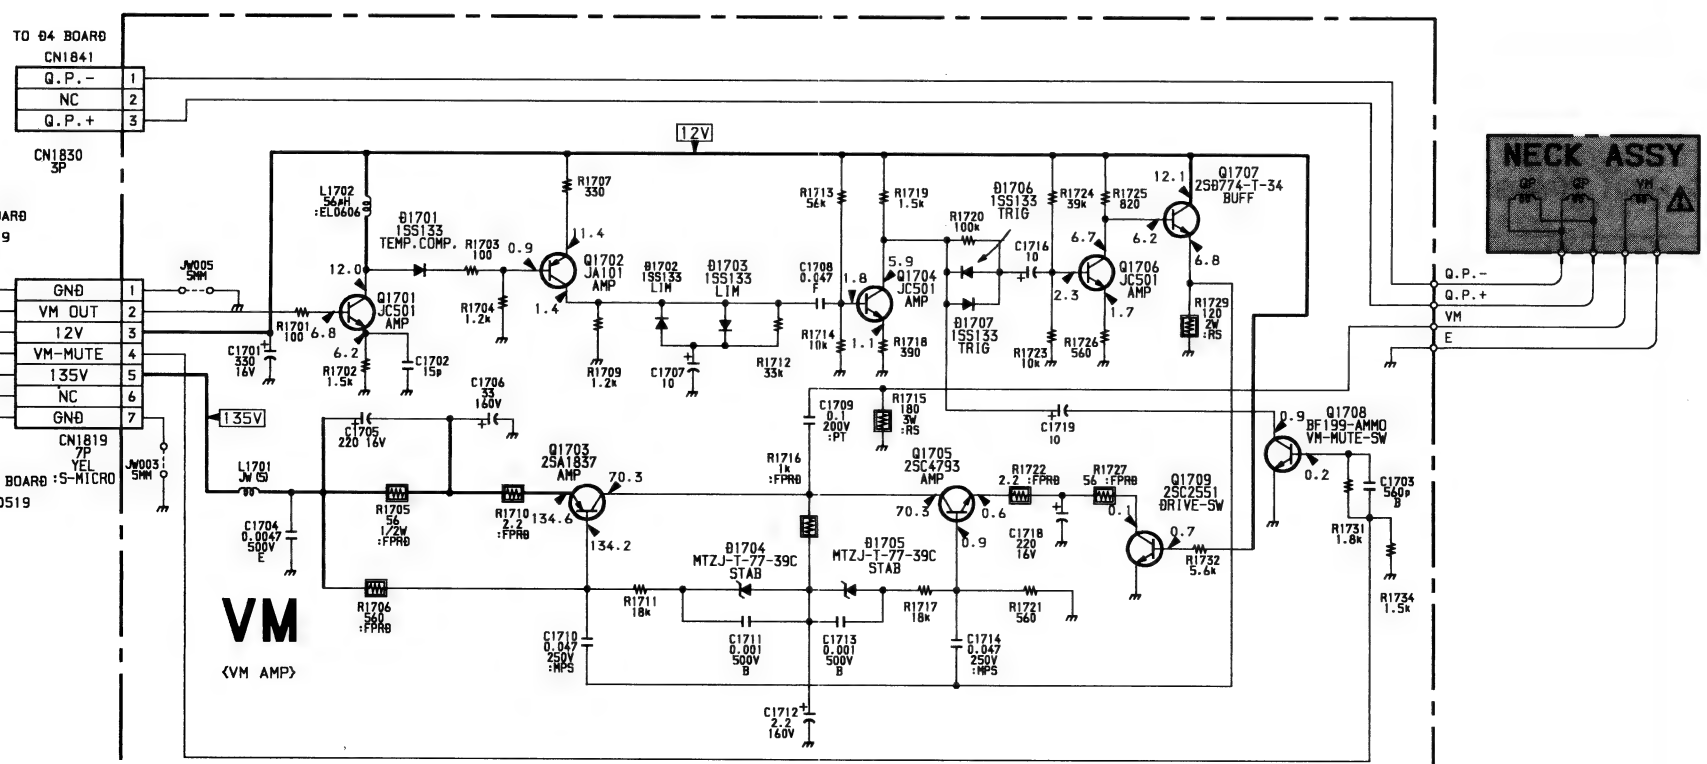 TO D4 BOARD
CN1841
Q.P.- 1
NC 2
Q.P.+ 3
CN1830
3P
ARD
9
GND 1
VM OUT 2
12V 3
VM-MUTE 4
135V 5
NC 6
GND 7
CN1819
7P
YEL
BOARD :S-MICRO
0519
JW005
5MM
JW003
5MM
12V
135V
L1702
56µH
:EL0606
D1701
1SS133
TEMP.COMP.
R1703
100
0.9
R1707
330
11.4
Q1702
JA101
AMP
1.4
12.0
Q1701
JC501
AMP
R1701
100
6.8
6.2
R1702
1.5k
C1702
15p
C1701
330
16V
R1704
1.2k
D1702
1SS133
LIM
D1703
1SS133
LIM
R1709
1.2k
C1707
10
R1712
33k
C1708
0.047
F
R1713
56k
R1714
10k
1.8
5.9
Q1704
JC501
AMP
1.1
R1718
390
R1719
1.5k
R1720
100k
D1706
1SS133
TRIG
D1707
1SS133
TRIG
C1716
10
R1724
39k
R1723
10k
2.3
6.7
Q1706
JC501
AMP
1.7
R1726
560
R1725
820
12.1
Q1707
2SD774-T-34
BUFF
6.2
6.8
R1729
120
2W
:RS
NECK ASSY
QP QP VM
Q.P.-
Q.P.+
VM
E
C1705
220 16V
C1706
33
160V
L1701
JW(5)
C1704
0.0047
500V
E
R1705
56
1/2W
:FPRD
R1710
2.2
:FPRD
R1706
560
:FPRD
Q1703
2SA1837
AMP
70.3
134.6
134.2
R1711
18k
C1710
0.047
250V
:MPS
D1704
MTZJ-T-77-39C
STAB
D1705
MTZJ-T-77-39C
STAB
C1711
0.001
500V
B
C1713
0.001
500V
B
C1712
2.2
160V
C1709
0.1
200V
:PT
R1716
1k
:FPRD
R1715
180
3W
:RS
Q1705
2SC4793
AMP
70.3
0.6
0.9
R1717
18k
R1721
560
C1714
0.047
250V
:MPS
R1722
2.2 :FPRD
R1727
56 :FPRD
C1718
220
16V
C1719
10
Q1709
2SC2551
DRIVE-SW
0.1
0.7
R1732
5.6k
0.9
Q1708
BF199-AMMO
VM-MUTE-SW
0.2
C1703
560p
B
R1731
1.8k
R1734
1.5k
VM
(VM AMP)